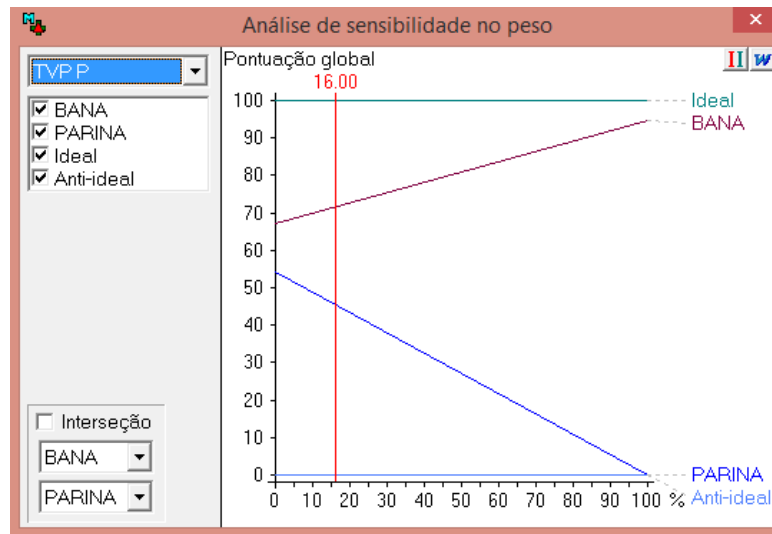 Análise de sensibilidade no peso
TVP P
BANA
PARINA
Ideal
Anti-ideal
Interseção
BANA
PARINA
Pontuação global
16.00
100
90
80
70
60
50
40
30
20
10
0
0 10 20 30 40 50 60 70 80 90 100 %
Ideal
BANA
PARINA
Anti-ideal